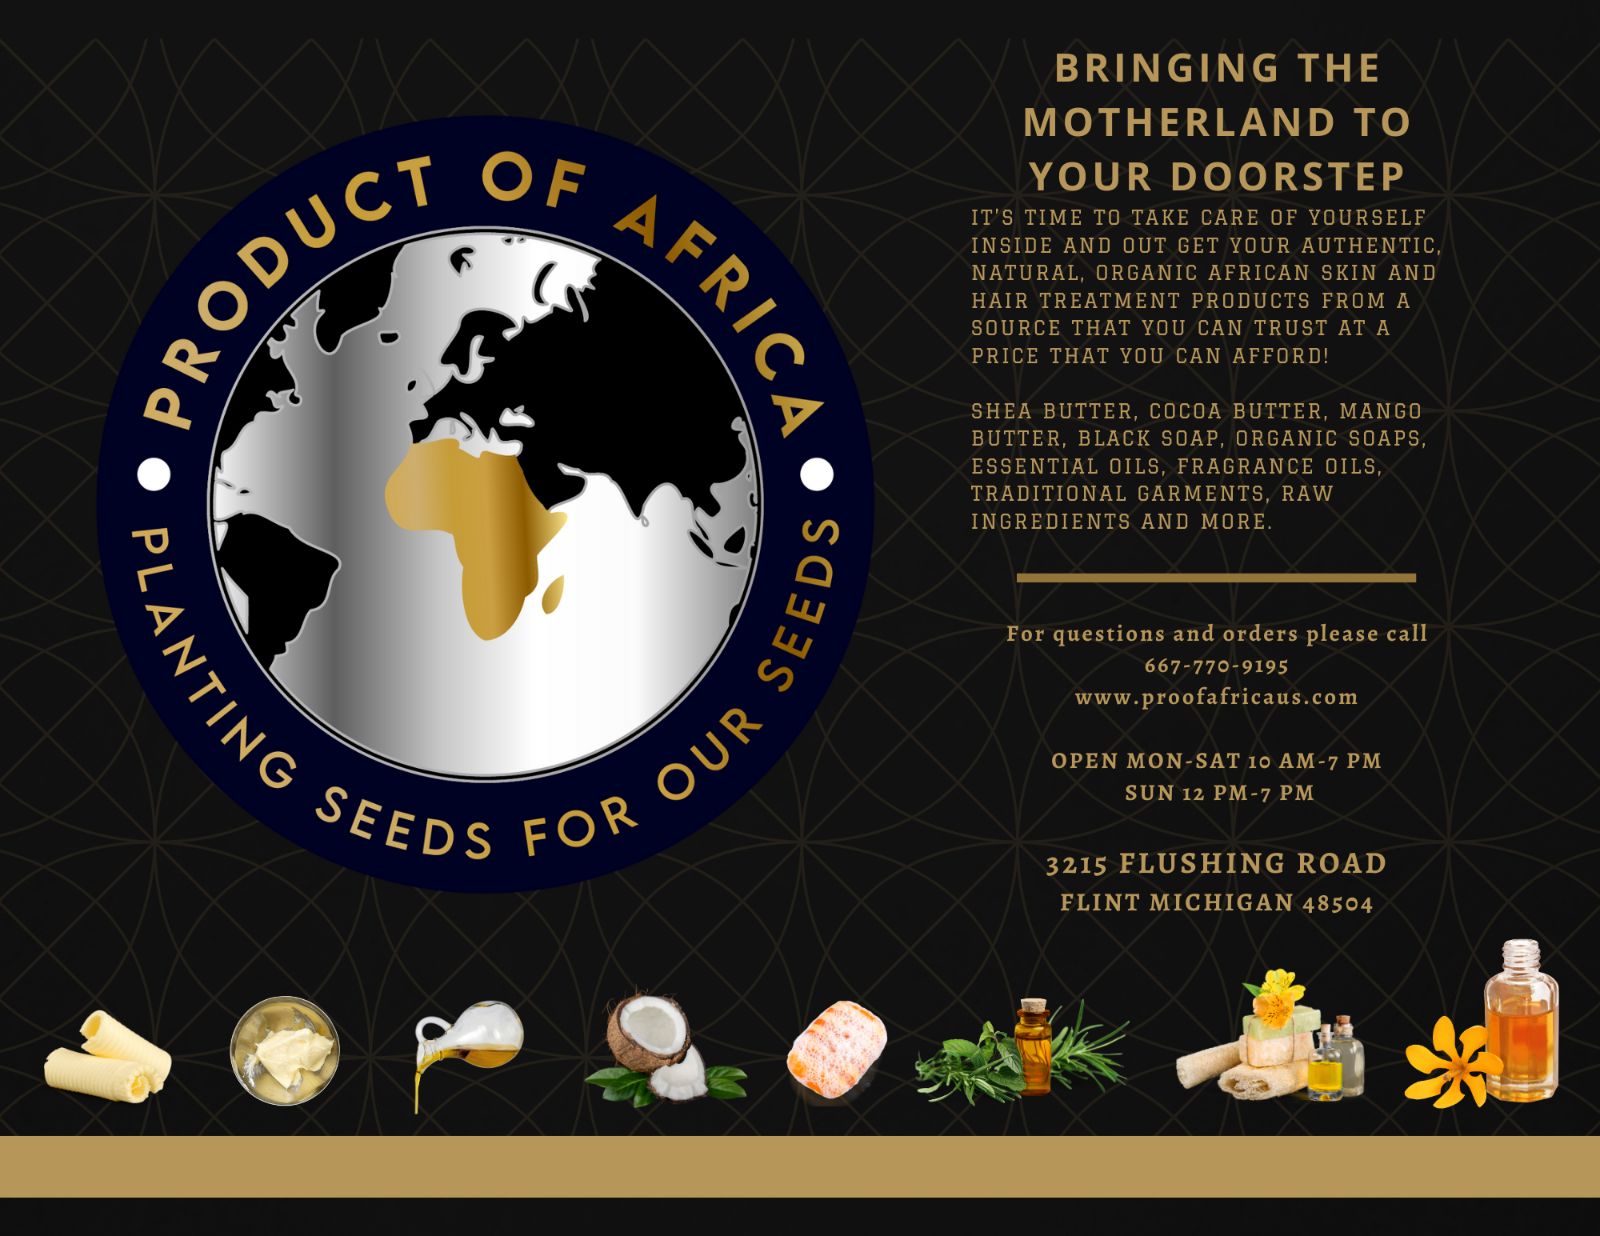 PRODUCT OF AFRICA
PLANTING SEEDS FOR OUR SEEDS
BRINGING THE
MOTHERLAND TO
YOUR DOORSTEP
IT'S TIME TO TAKE CARE OF YOURSELF
INSIDE AND OUT GET YOUR AUTHENTIC,
NATURAL, ORGANIC AFRICAN SKIN AND
HAIR TREATMENT PRODUCTS FROM A
SOURCE THAT YOU CAN TRUST AT A
PRICE THAT YOU CAN AFFORD!
SHEA BUTTER, COCOA BUTTER, MANGO
BUTTER, BLACK SOAP, ORGANIC SOAPS,
ESSENTIAL OILS, FRAGRANCE OILS,
TRADITIONAL GARMENTS, RAW
INGREDIENTS AND MORE.
For questions and orders please call
667-770-9195
www.proofafricaus.com
OPEN MON-SAT 10 AM-7 PM
SUN 12 PM-7 PM
3215 FLUSHING ROAD
FLINT MICHIGAN 48504